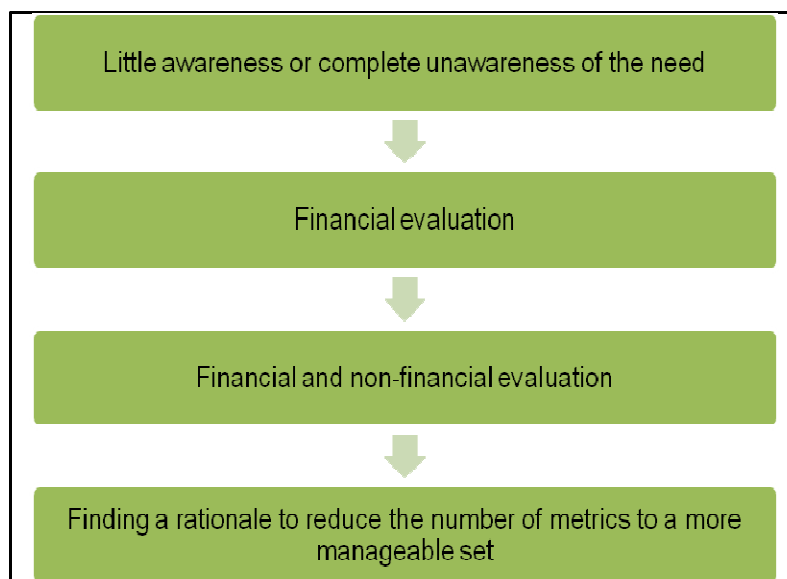 Little awareness or complete unawareness of the need
Financial evaluation
Financial and non-financial evaluation
Finding a rationale to reduce the number of metrics to a more
manageable set